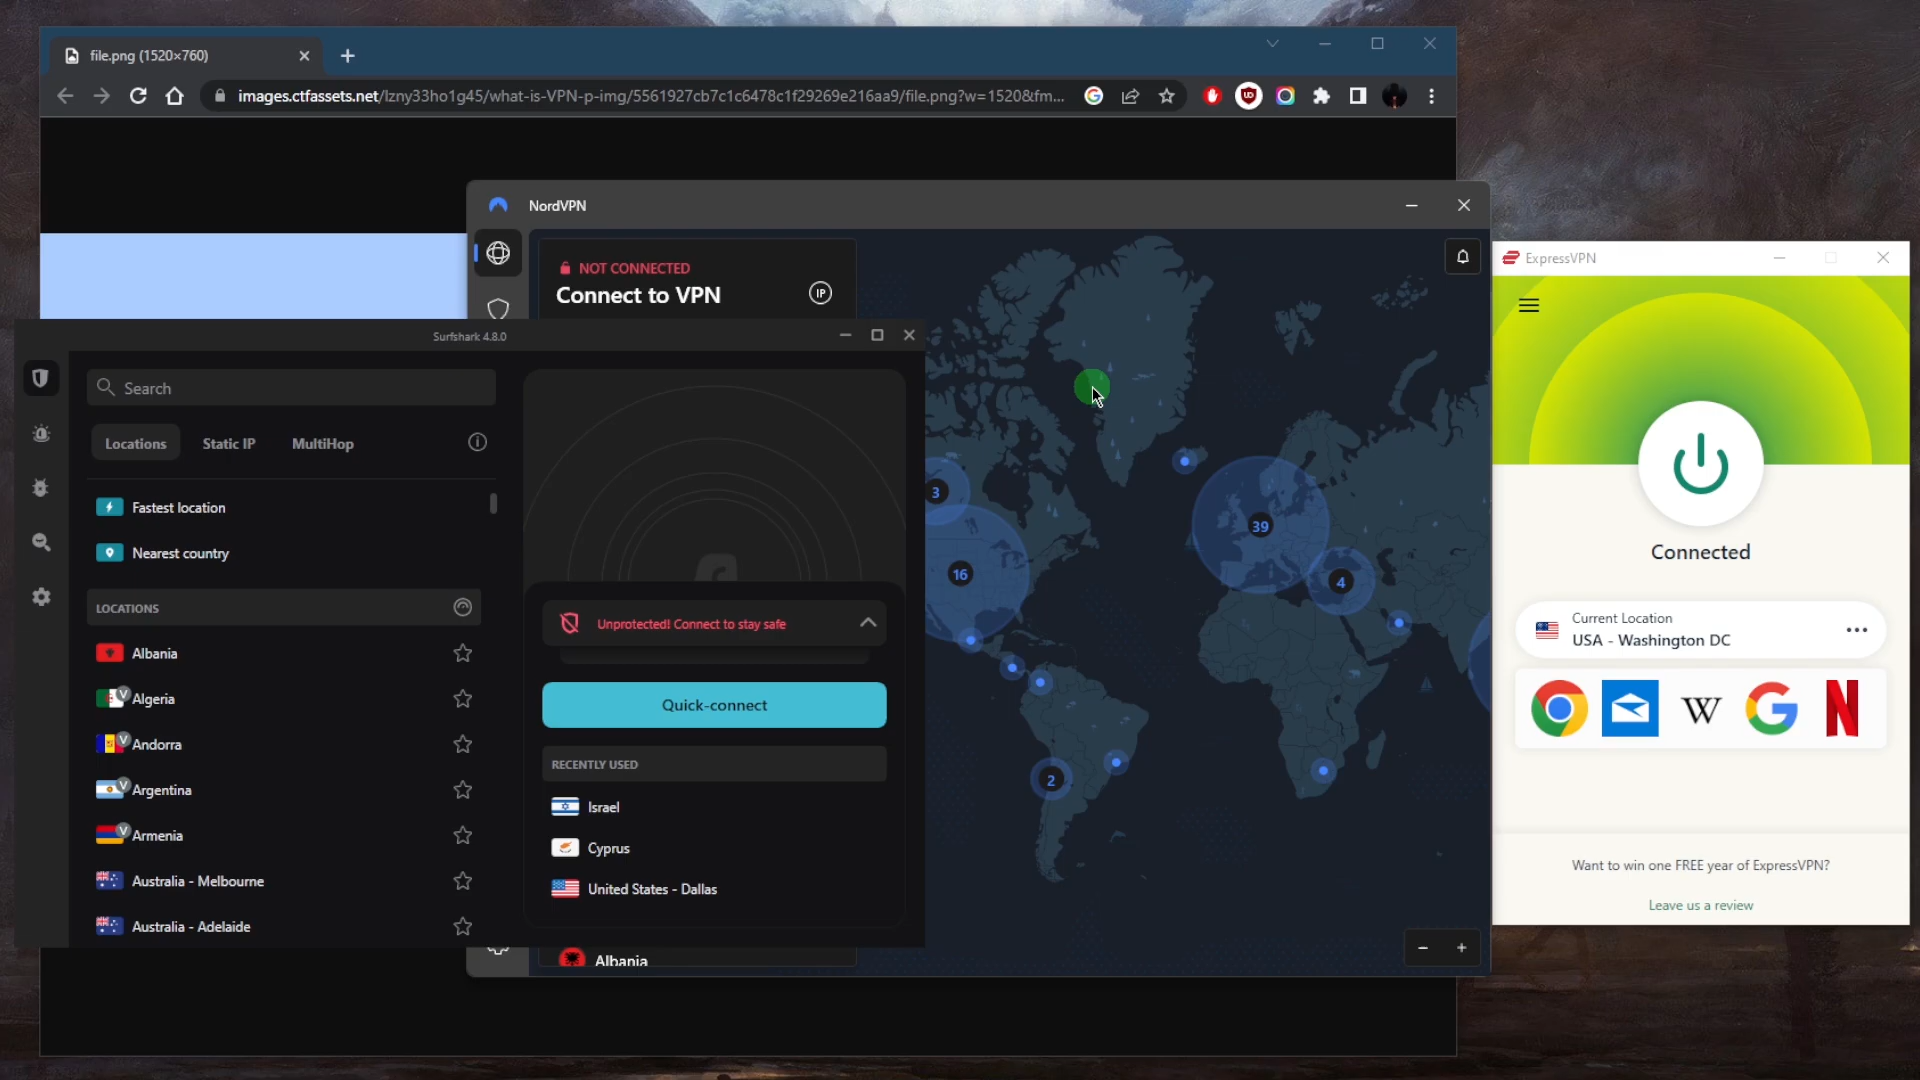 file.png (1520×760)
images.ctfassets.net/lzny33ho1g45/what-is-VPN-p-img/5561927cb7c1c6478c1f29269e216aa9/file.png?w=1520&fm...
NordVPN
NOT CONNECTED
Connect to VPN
IP
ExpressVPN
Surfshark 4.8.0
Search
Locations
Static IP
MultiHop
Fastest location
Nearest country
LOCATIONS
Albania
Algeria
Andorra
Argentina
Armenia
Australia - Melbourne
Australia - Adelaide
Unprotected! Connect to stay safe
Quick-connect
RECENTLY USED
Israel
Cyprus
United States - Dallas
Albania
3
16
39
4
2
Connected
Current Location
USA - Washington DC
Want to win one FREE year of ExpressVPN?
Leave us a review